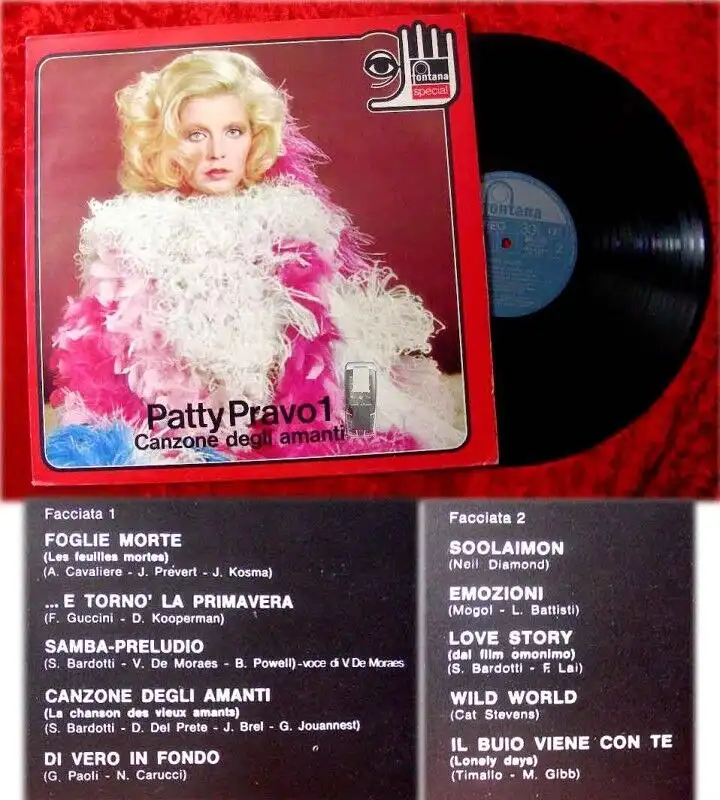 fontana
special
fontana
33
2
Patty Pravo 1
Canzone degli amanti
Facciata 1
FOGLIE MORTE
(Les feuilles mortes)
(A. Cavaliere - J. Prévert - J. Kosma)
... E TORNO' LA PRIMAVERA
(F. Guccini - D. Kooperman)
SAMBA-PRELUDIO
(S. Bardotti - V. De Moraes - B. Powell)-voce di V. De Moraes
CANZONE DEGLI AMANTI
(La chanson des vieux amants)
(S. Bardotti - D. Del Prete - J. Brel - G. Jouannest)
DI VERO IN FONDO
(G. Paoli - N. Carucci)
Facciata 2
SOOLAIMON
(Neil Diamond)
EMOZIONI
(Mogol - L. Battisti)
LOVE STORY
(dal film omonimo)
(S. Bardotti - F. Lai)
WILD WORLD
(Cat Stevens)
IL BUIO VIENE CON TE
(Lonely days)
(Timallo - M. Gibb)